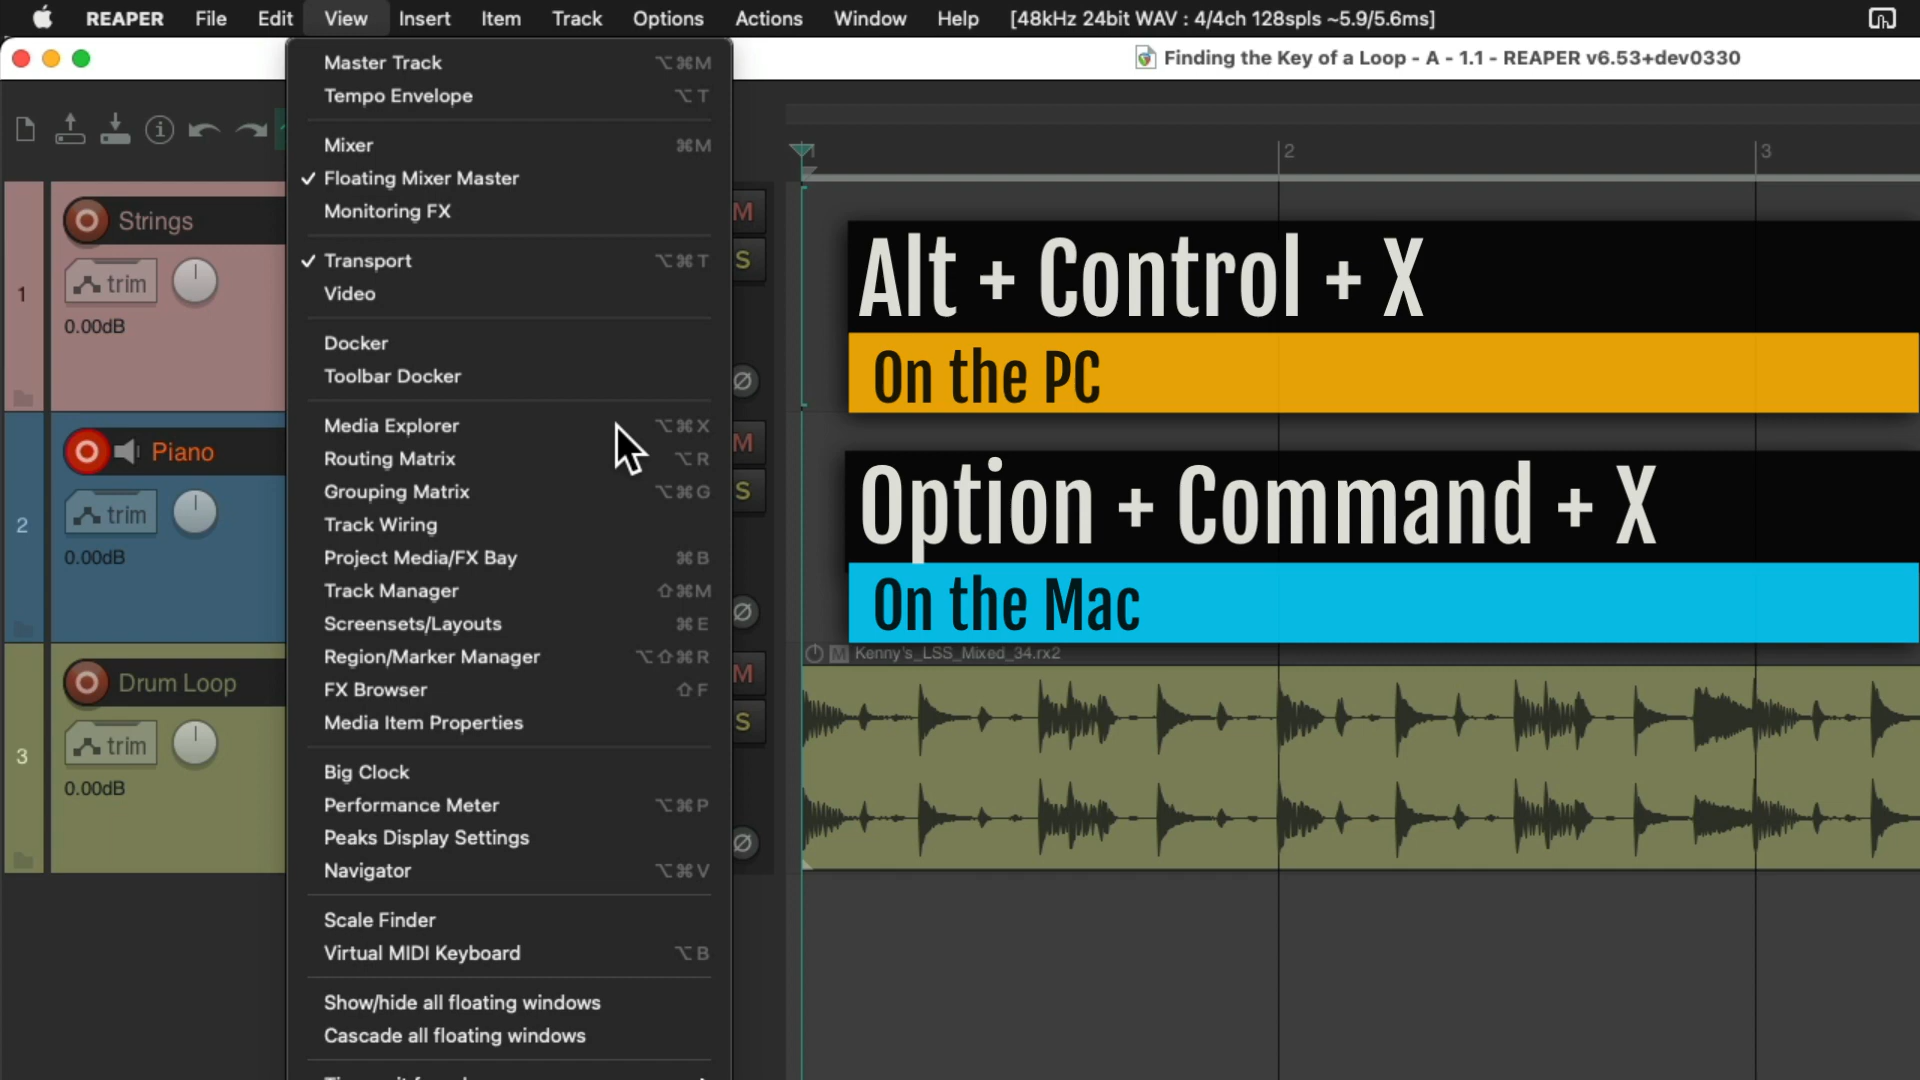 REAPER File Edit View Insert Item Track Options Actions Window Help [48kHz 24bit WAV : 4/4ch 128spls ~5.9/5.6ms]
Finding the Key of a Loop - A - 1.1 - REAPER v6.53+dev0330
Master Track ⌥⌘M
Tempo Envelope ⌥T
Mixer ⌘M
✓ Floating Mixer Master
Monitoring FX
✓ Transport ⌥⌘T
Video
Docker
Toolbar Docker
Media Explorer ⌥⌘X
Routing Matrix ⌥R
Grouping Matrix ⌥⌘G
Track Wiring
Project Media/FX Bay ⌘B
Track Manager ⇧⌘M
Screensets/Layouts ⌘E
Region/Marker Manager ⌥⇧⌘R
FX Browser ⇧F
Media Item Properties
Big Clock
Performance Meter ⌥⌘P
Peaks Display Settings
Navigator ⌥⌘V
Scale Finder
Virtual MIDI Keyboard ⌥B
Show/hide all floating windows
Cascade all floating windows
1
Strings
trim
0.00dB
M
S
2
Piano
trim
0.00dB
M
S
3
Drum Loop
trim
0.00dB
M
S
1 2 3
Alt + Control + X
On the PC
Option + Command + X
On the Mac
M Kenny's_LSS_Mixed_34.rx2